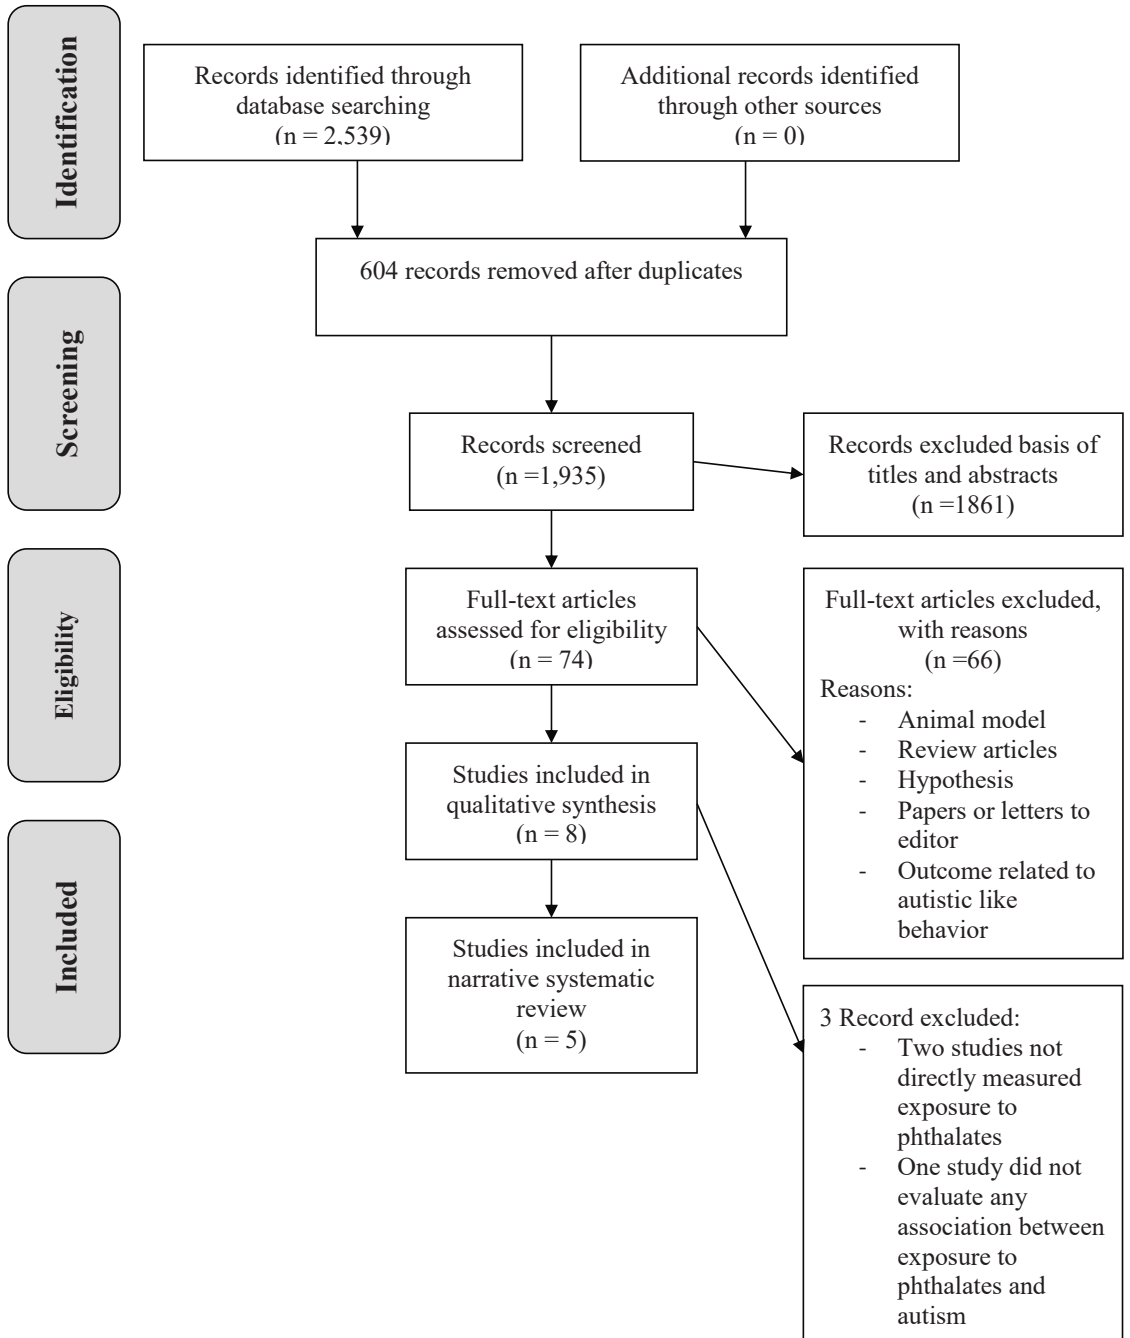 Identification
Records identified through
database searching
(n = 2,539)
Additional records identified
through other sources
(n = 0)
604 records removed after duplicates
Screening
Records screened
(n =1,935)
Records excluded basis of
titles and abstracts
(n =1861)
Eligibility
Full-text articles
assessed for eligibility
(n = 74)
Full-text articles excluded,
with reasons
(n =66)
Reasons:
- Animal model
- Review articles
- Hypothesis
- Papers or letters to
editor
- Outcome related to
autistic like
behavior
Studies included in
qualitative synthesis
(n = 8)
Included
Studies included in
narrative systematic
review
(n = 5)
3 Record excluded:
- Two studies not
directly measured
exposure to
phthalates
- One study did not
evaluate any
association between
exposure to
phthalates and
autism